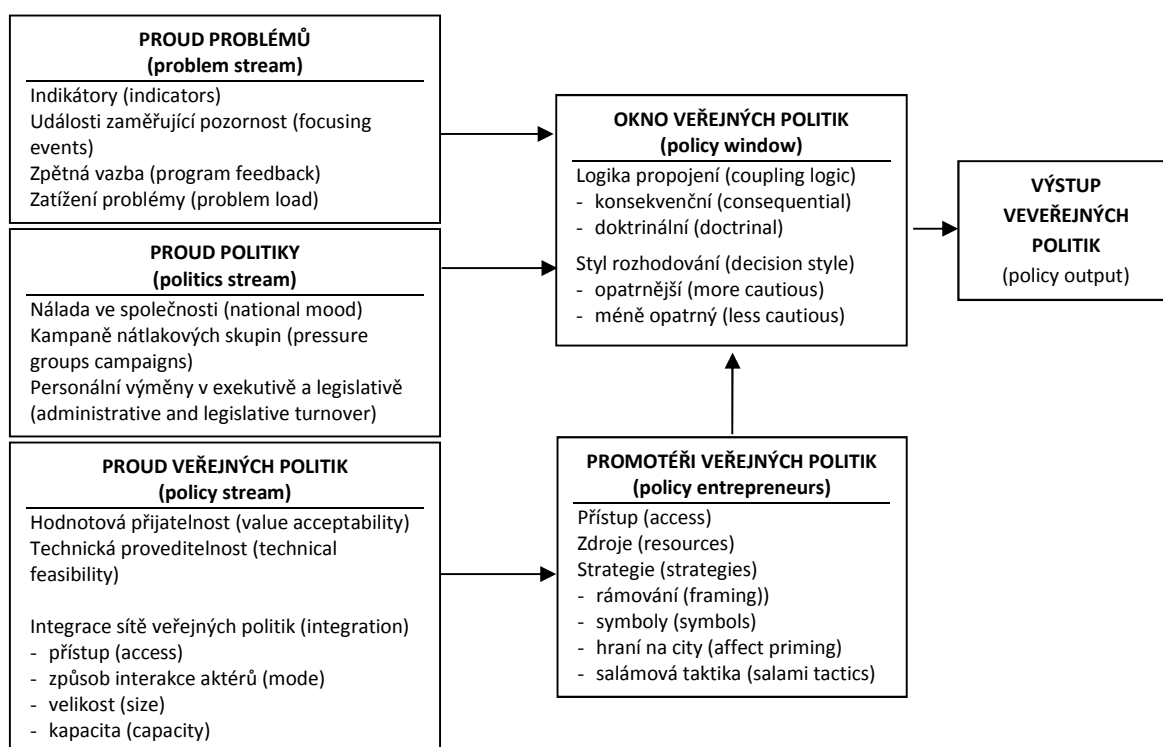 PROUD PROBLÉMŮ
(problem stream)
Indikátory (indicators)
Události zaměřující pozornost (focusing
events)
Zpětná vazba (program feedback)
Zatížení problémy (problem load)
PROUD POLITIKY
(politics stream)
Nálada ve společnosti (national mood)
Kampaně nátlakových skupin (pressure
groups campaigns)
Personální výměny v exekutivě a legislativě
(administrative and legislative turnover)
PROUD VEŘEJNÝCH POLITIK
(policy stream)
Hodnotová přijatelnost (value acceptability)
Technická proveditelnost (technical
feasibility)
Integrace sítě veřejných politik (integration)
- přístup (access)
- způsob interakce aktérů (mode)
- velikost (size)
- kapacita (capacity)
OKNO VEŘEJNÝCH POLITIK
(policy window)
Logika propojení (coupling logic)
- konsekvenční (consequential)
- doktrinální (doctrinal)
Styl rozhodování (decision style)
- opatrnější (more cautious)
- méně opatrný (less cautious)
PROMOTÉŘI VEŘEJNÝCH POLITIK
(policy entrepreneurs)
Přístup (access)
Zdroje (resources)
Strategie (strategies)
- rámování (framing))
- symboly (symbols)
- hraní na city (affect priming)
- salámová taktika (salami tactics)
VÝSTUP
VEVEŘEJNÝCH
POLITIK
(policy output)